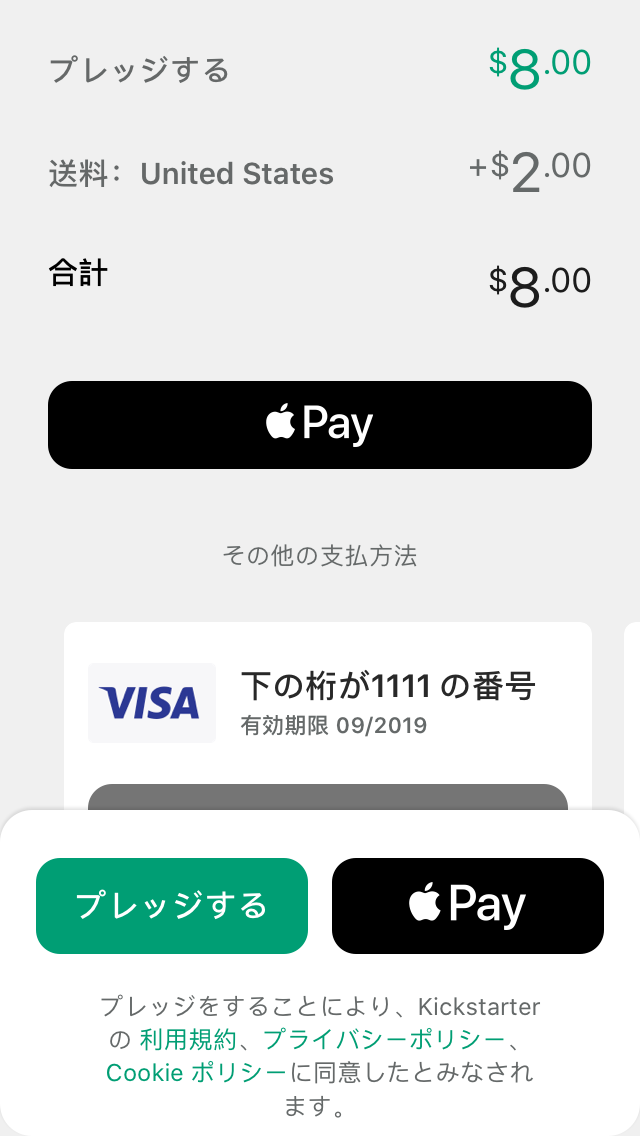 プレッジする $8.00
送料： United States +$2.00
合計 $8.00
Pay
その他の支払方法
VISA 下の桁が1111 の番号
有効期限 09/2019
プレッジする Pay
プレッジをすることにより、Kickstarter
の 利用規約、プライバシーポリシー、
Cookie ポリシーに同意したとみなされ
ます。